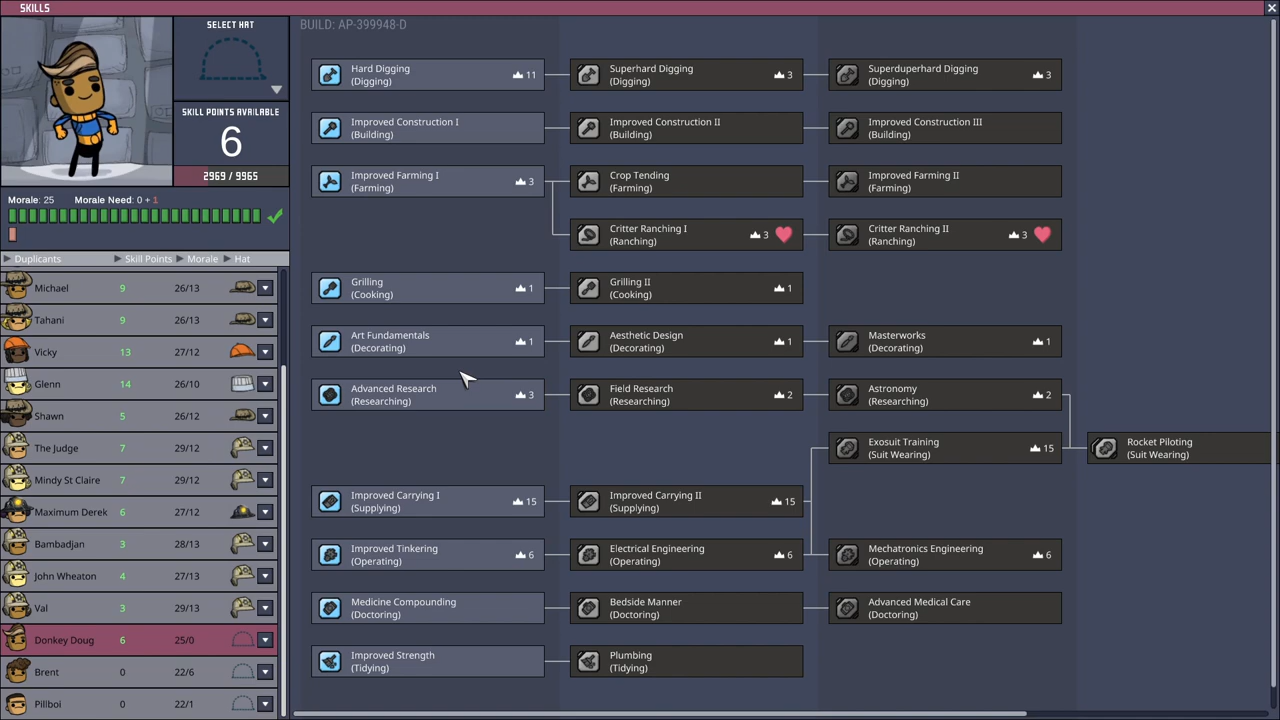 SKILLS
SELECT HAT
BUILD: AP-399948-D
SKILL POINTS AVAILABLE
6
2969 / 9965
Morale: 25 Morale Need: 0 + 1
Duplicants Skill Points Morale Hat
Michael 9 26/13
Tahani 9 26/13
Vicky 13 27/12
Glenn 14 26/10
Shawn 5 26/12
The Judge 7 29/12
Mindy St Claire 7 29/12
Maximum Derek 6 27/12
Bambadjan 3 28/13
John Wheaton 4 27/13
Val 3 29/13
Donkey Doug 6 25/0
Brent 0 22/6
Pillboi 0 22/1
Hard Digging
(Digging)
11
Superhard Digging
(Digging)
3
Superduperhard Digging
(Digging)
3
Improved Construction I
(Building)
Improved Construction II
(Building)
Improved Construction III
(Building)
Improved Farming I
(Farming)
3
Crop Tending
(Farming)
Improved Farming II
(Farming)
Critter Ranching I
(Ranching)
3
Critter Ranching II
(Ranching)
3
Grilling
(Cooking)
1
Grilling II
(Cooking)
1
Art Fundamentals
(Decorating)
1
Aesthetic Design
(Decorating)
1
Masterworks
(Decorating)
1
Advanced Research
(Researching)
3
Field Research
(Researching)
2
Astronomy
(Researching)
2
Exosuit Training
(Suit Wearing)
15
Rocket Piloting
(Suit Wearing)
Improved Carrying I
(Supplying)
15
Improved Carrying II
(Supplying)
15
Improved Tinkering
(Operating)
6
Electrical Engineering
(Operating)
6
Mechatronics Engineering
(Operating)
6
Medicine Compounding
(Doctoring)
Bedside Manner
(Doctoring)
Advanced Medical Care
(Doctoring)
Improved Strength
(Tidying)
Plumbing
(Tidying)